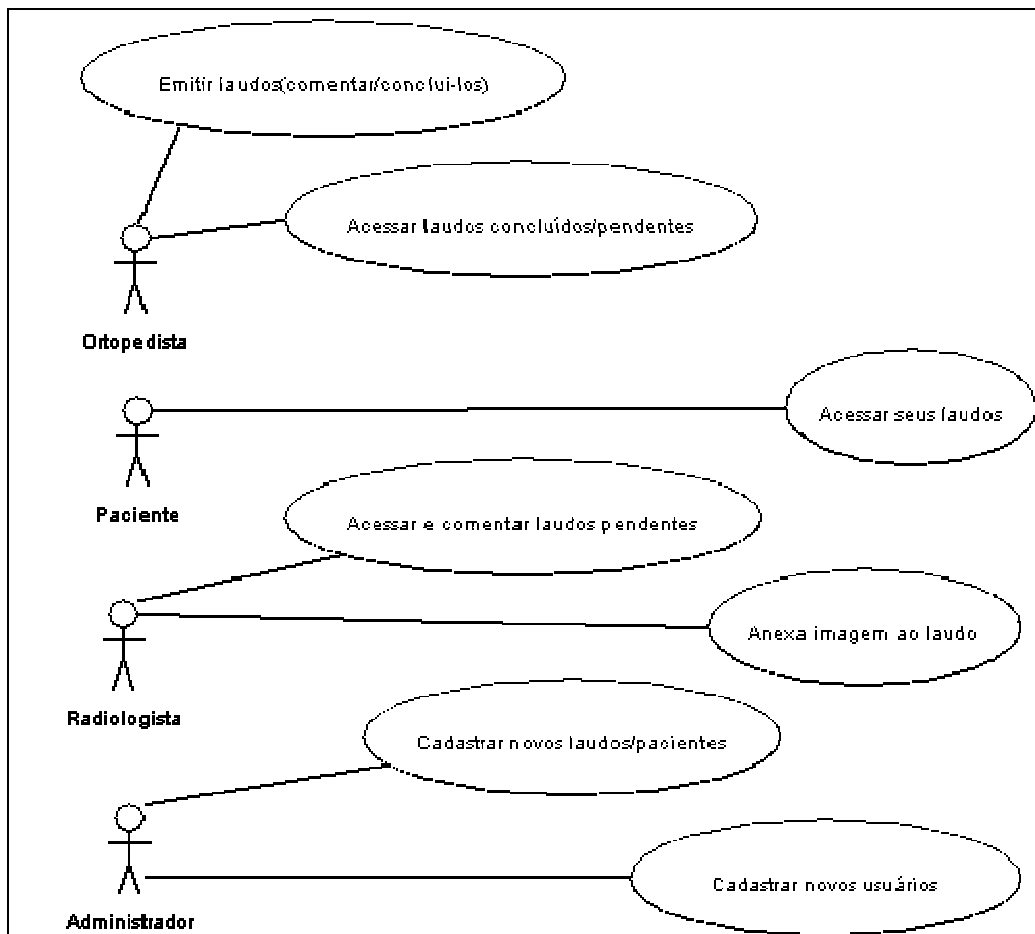 Emitir laudos(comentar/concluí-los)
Acessar laudos concluídos/pendentes
Ortopedista
Acessar seus laudos
Paciente
Acessar e comentar laudos pendentes
Anexa imagem ao laudo
Radiologista
Cadastrar novos laudos/pacientes
Cadastrar novos usuários
Administrador